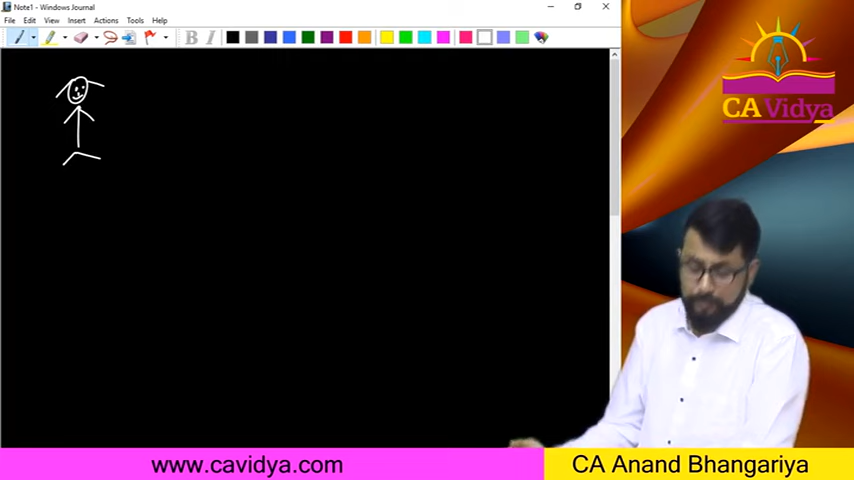 Note1 - Windows Journal
File Edit View Insert Actions Tools Help
B I
CA Vidya
www.cavidya.com
CA Anand Bhangariya